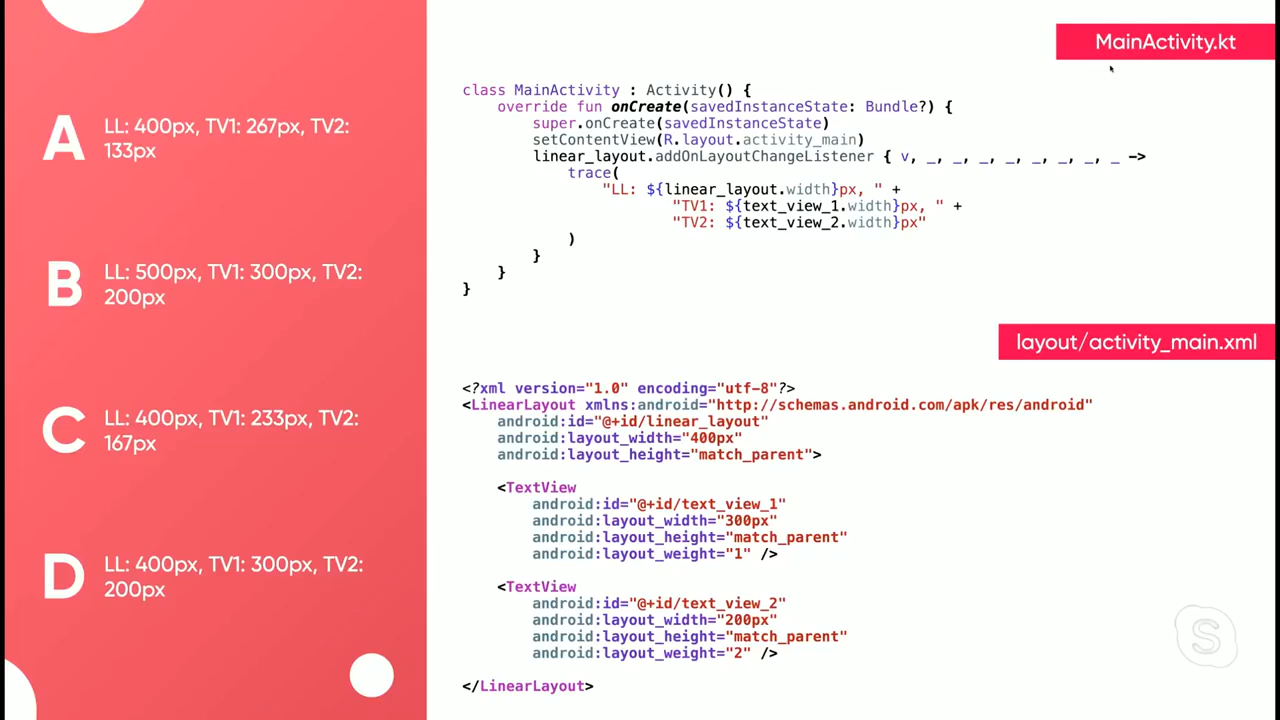 A
LL: 400px, TV1: 267px, TV2:
133px
B
LL: 500px, TV1: 300px, TV2:
200px
C
LL: 400px, TV1: 233px, TV2:
167px
D
LL: 400px, TV1: 300px, TV2:
200px
MainActivity.kt
class MainActivity : Activity() {
override fun onCreate(savedInstanceState: Bundle?) {
super.onCreate(savedInstanceState)
setContentView(R.layout.activity_main)
linear_layout.addOnLayoutChangeListener { v, _, _, _, _, _, _, _, _ ->
trace(
"LL: ${linear_layout.width}px, " +
"TV1: ${text_view_1.width}px, " +
"TV2: ${text_view_2.width}px"
)
}
}
}
layout/activity_main.xml
<?xml version="1.0" encoding="utf-8"?>
<LinearLayout xmlns:android="http://schemas.android.com/apk/res/android"
android:id="@+id/linear_layout"
android:layout_width="400px"
android:layout_height="match_parent">
<TextView
android:id="@+id/text_view_1"
android:layout_width="300px"
android:layout_height="match_parent"
android:layout_weight="1" />
<TextView
android:id="@+id/text_view_2"
android:layout_width="200px"
android:layout_height="match_parent"
android:layout_weight="2" />
</LinearLayout>